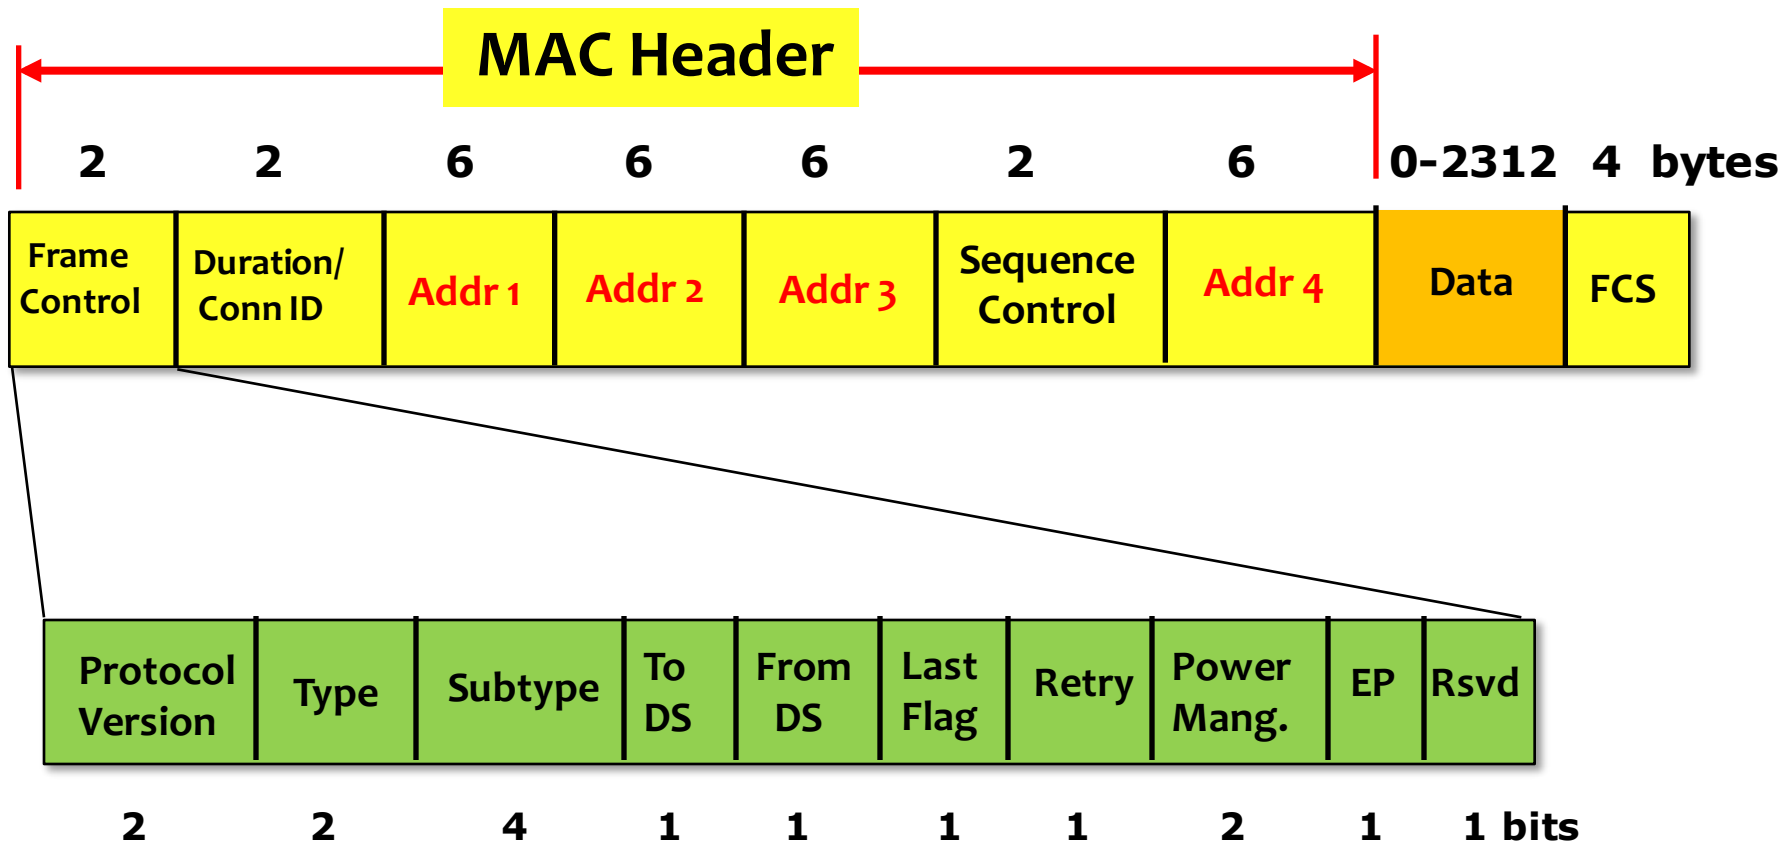 MAC Header
2 2 6 6 6 2 6 0-2312 4 bytes
Frame
Control
Duration/
Conn ID
Addr 1
Addr 2
Addr 3
Sequence
Control
Addr 4
Data
FCS
Protocol
Version
Type
Subtype
To
DS
From
DS
Last
Flag
Retry
Power
Mang.
EP
Rsvd
2 2 4 1 1 1 1 2 1 1 bits